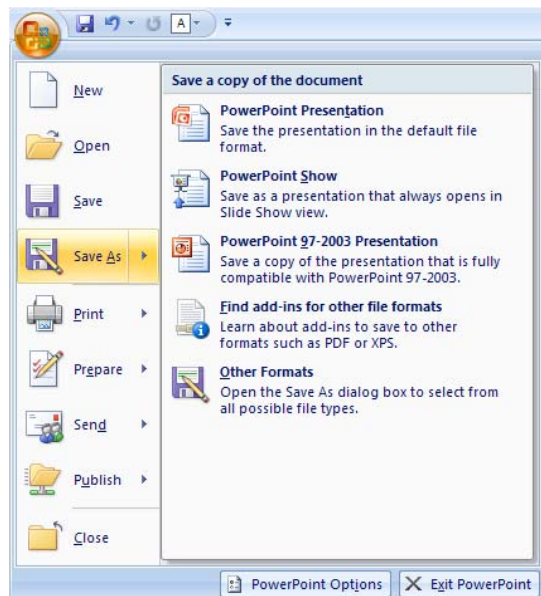 A
New
Open
Save
Save As
Print
Prepare
Send
Publish
Close
Save a copy of the document
PowerPoint Presentation
Save the presentation in the default file
format.
PowerPoint Show
Save as a presentation that always opens in
Slide Show view.
PowerPoint 97-2003 Presentation
Save a copy of the presentation that is fully
compatible with PowerPoint 97-2003.
Find add-ins for other file formats
Learn about add-ins to save to other
formats such as PDF or XPS.
Other Formats
Open the Save As dialog box to select from
all possible file types.
PowerPoint Options
Exit PowerPoint